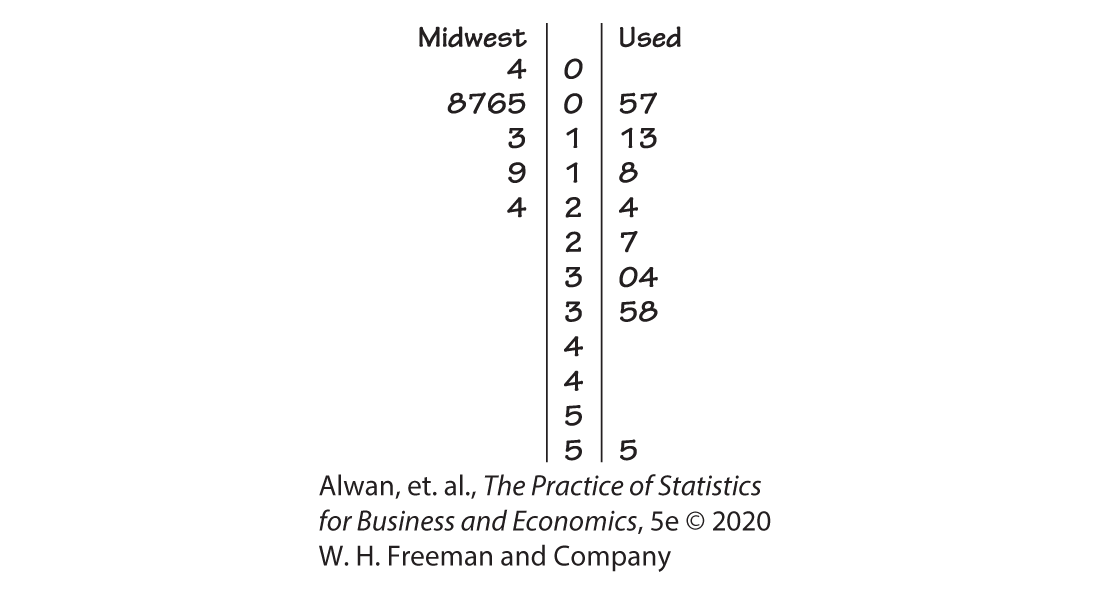 Midwest Used
4 0
8765 0 57
3 1 13
9 1 8
4 2 4
2 7
3 04
3 58
4
4
5
5 5
Alwan, et. al., The Practice of Statistics
for Business and Economics, 5e © 2020
W. H. Freeman and Company